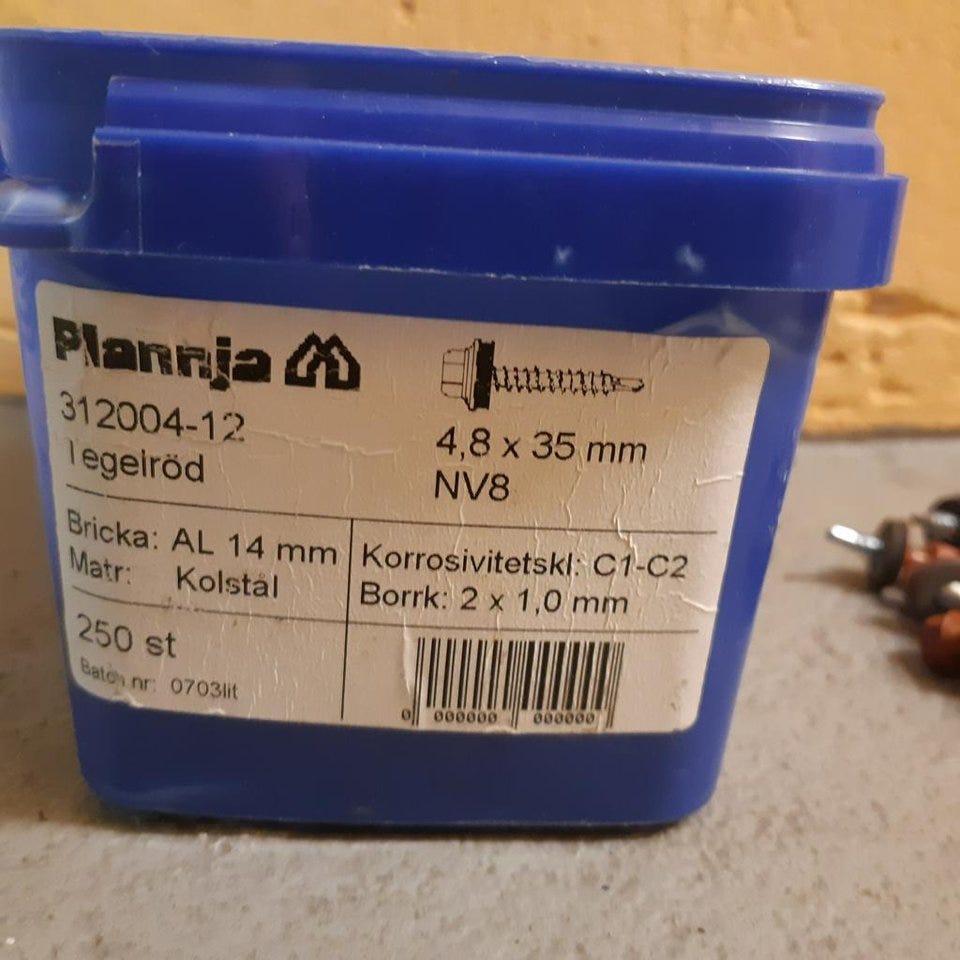 Plannja
312004-12
Tegelröd
4,8 x 35 mm
NV8
Bricka: AL 14 mm
Matr: Kolstål
Korrosivitetskl: C1-C2
Borrk: 2 x 1,0 mm
250 st
Batch nr: 0703lit
0 000000 000000